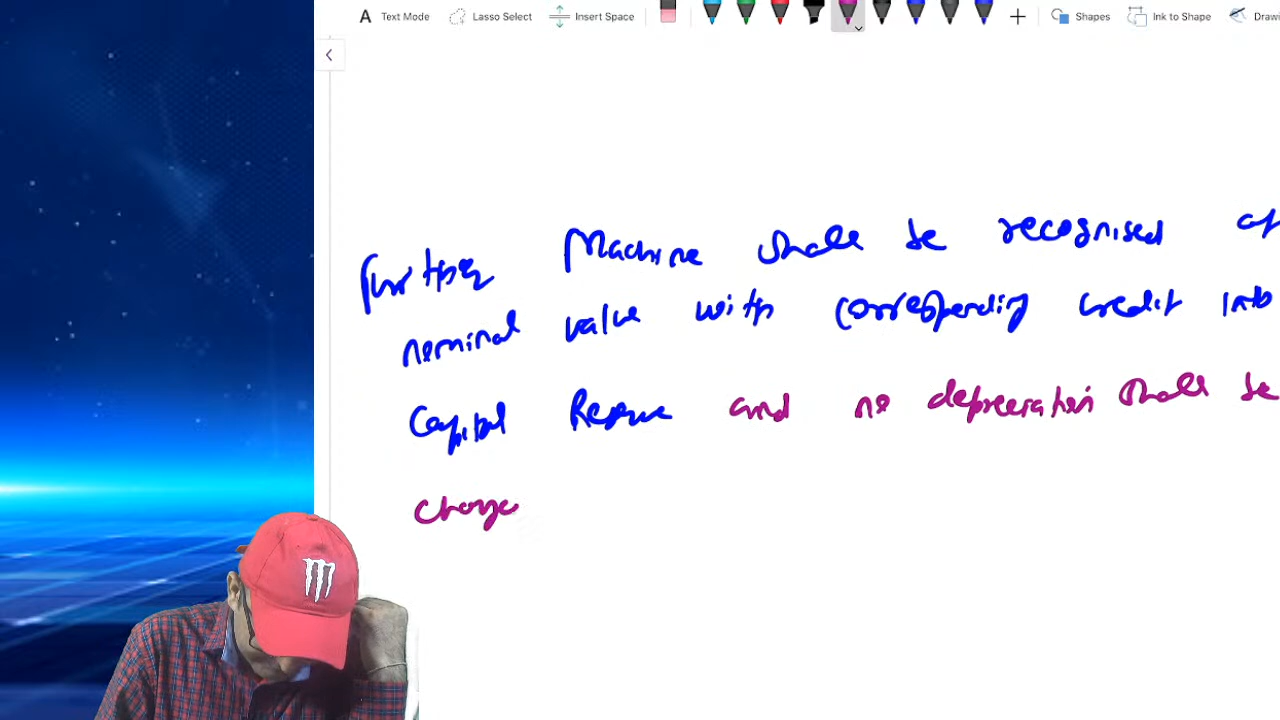 Text Mode Lasso Select Insert Space Shapes Ink to Shape
Further Machine shall be recognised at
nominal value with corresponding credit into
Capital Reserve and no depreciation shall be
charge